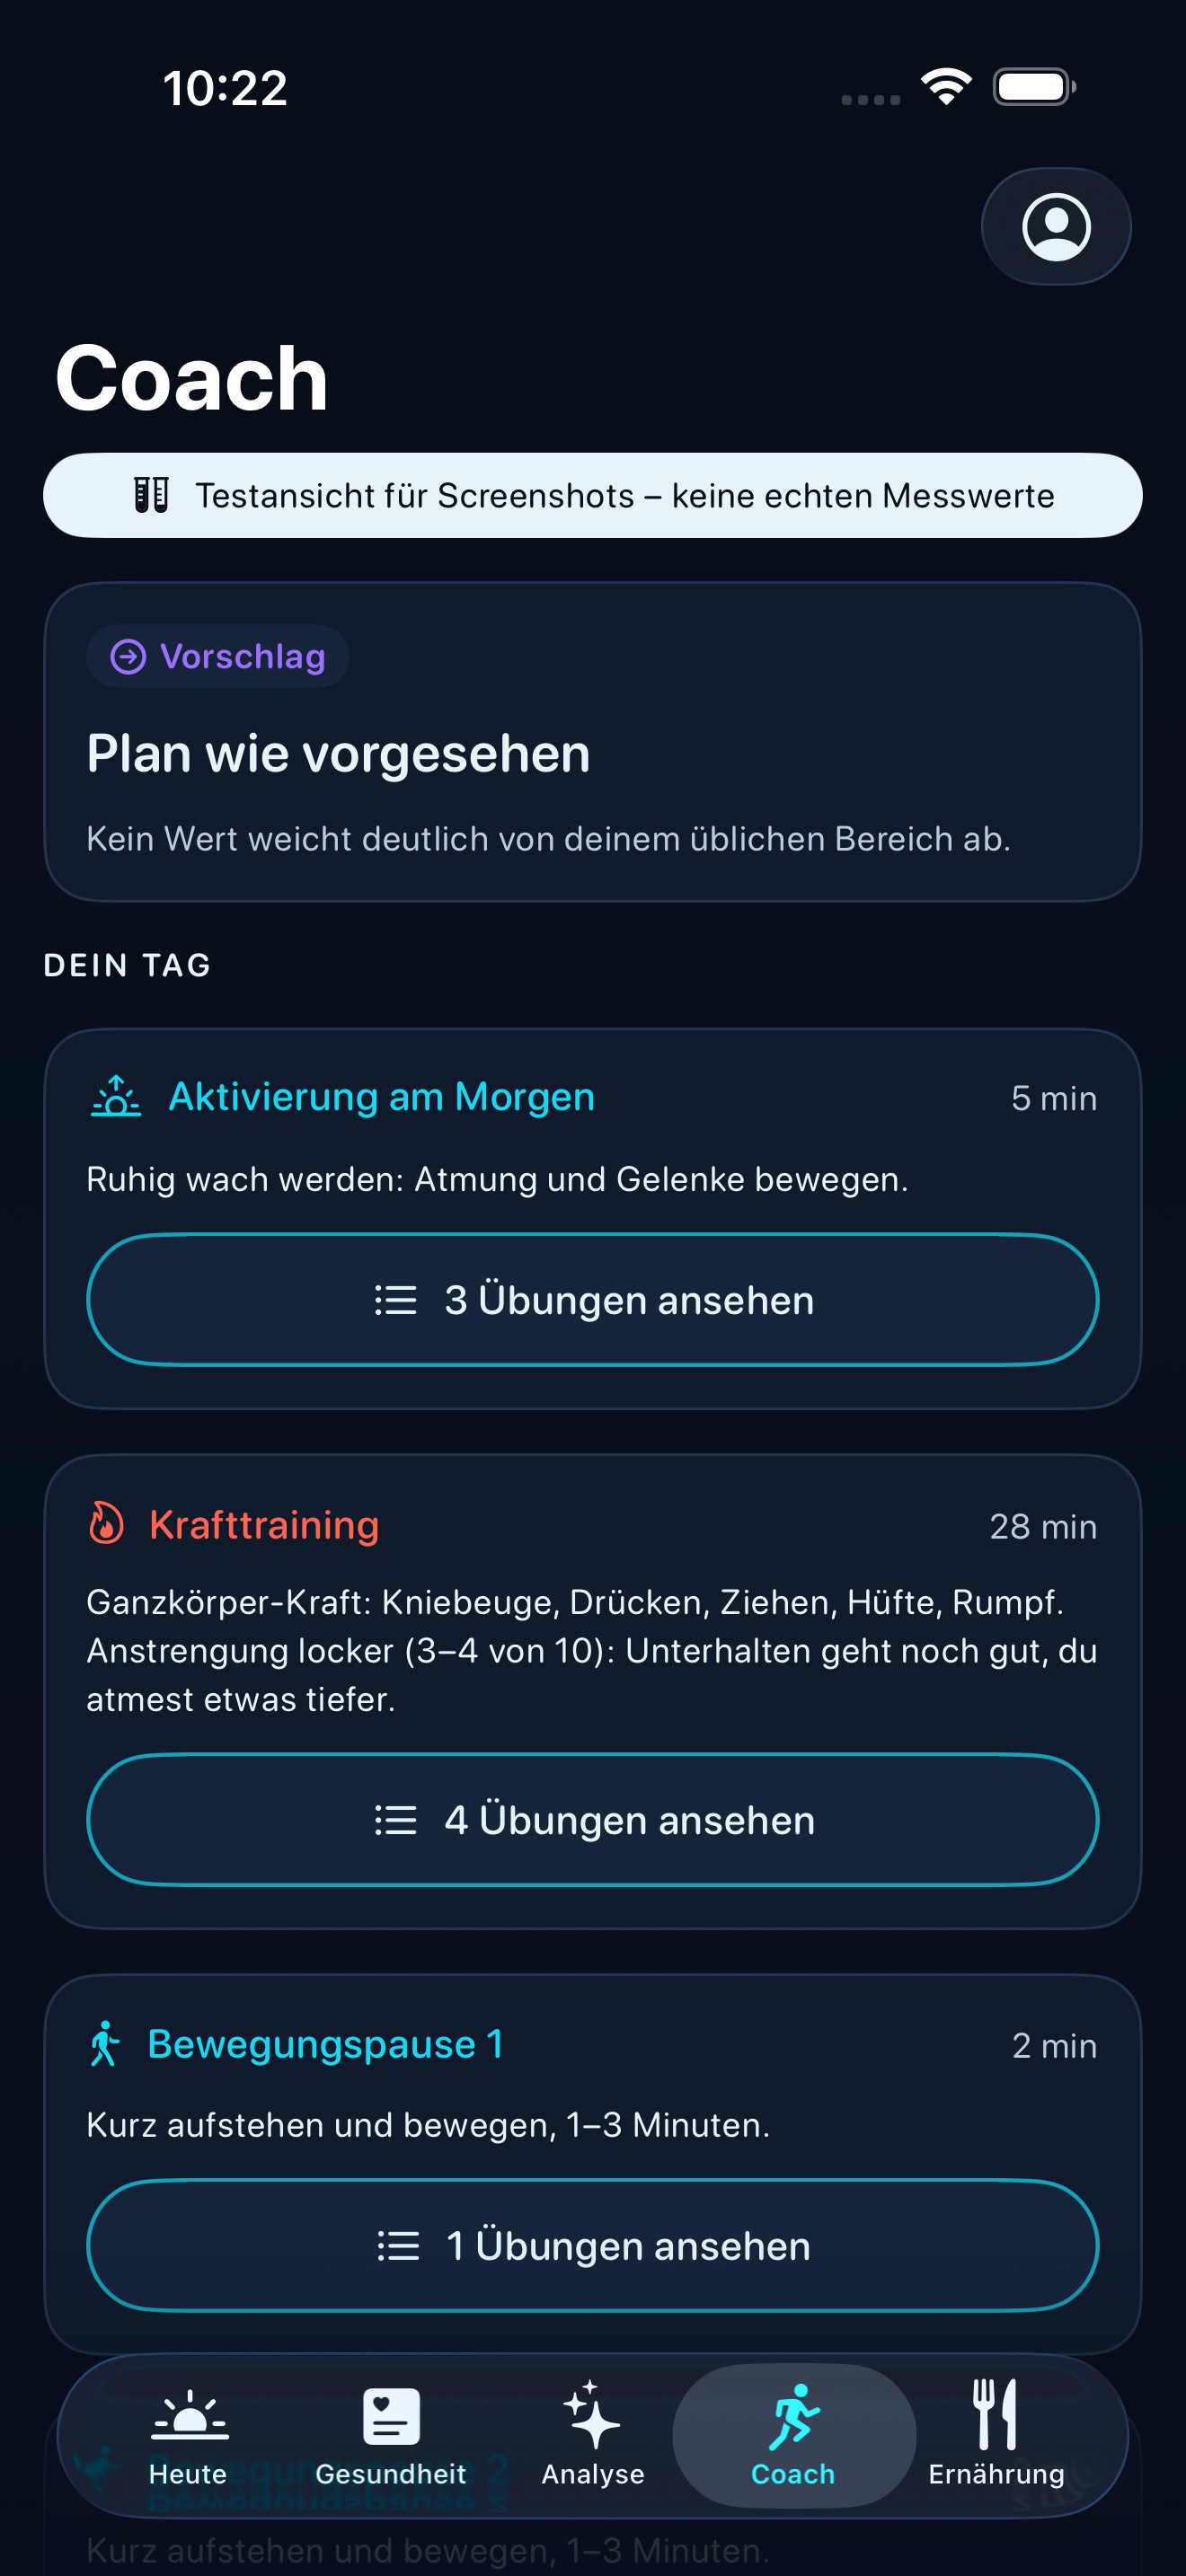 10:22
Coach
Testansicht für Screenshots – keine echten Messwerte
Vorschlag
Plan wie vorgesehen
Kein Wert weicht deutlich von deinem üblichen Bereich ab.
DEIN TAG
Aktivierung am Morgen
5 min
Ruhig wach werden: Atmung und Gelenke bewegen.
3 Übungen ansehen
Krafttraining
28 min
Ganzkörper-Kraft: Kniebeuge, Drücken, Ziehen, Hüfte, Rumpf.
Anstrengung locker (3–4 von 10): Unterhalten geht noch gut, du
atmest etwas tiefer.
4 Übungen ansehen
Bewegungspause 1
2 min
Kurz aufstehen und bewegen, 1–3 Minuten.
1 Übungen ansehen
Bewegungspause 2
Heute
Gesundheit
Analyse
Coach
Ernährung
Kurz aufstehen und bewegen, 1–3 Minuten.